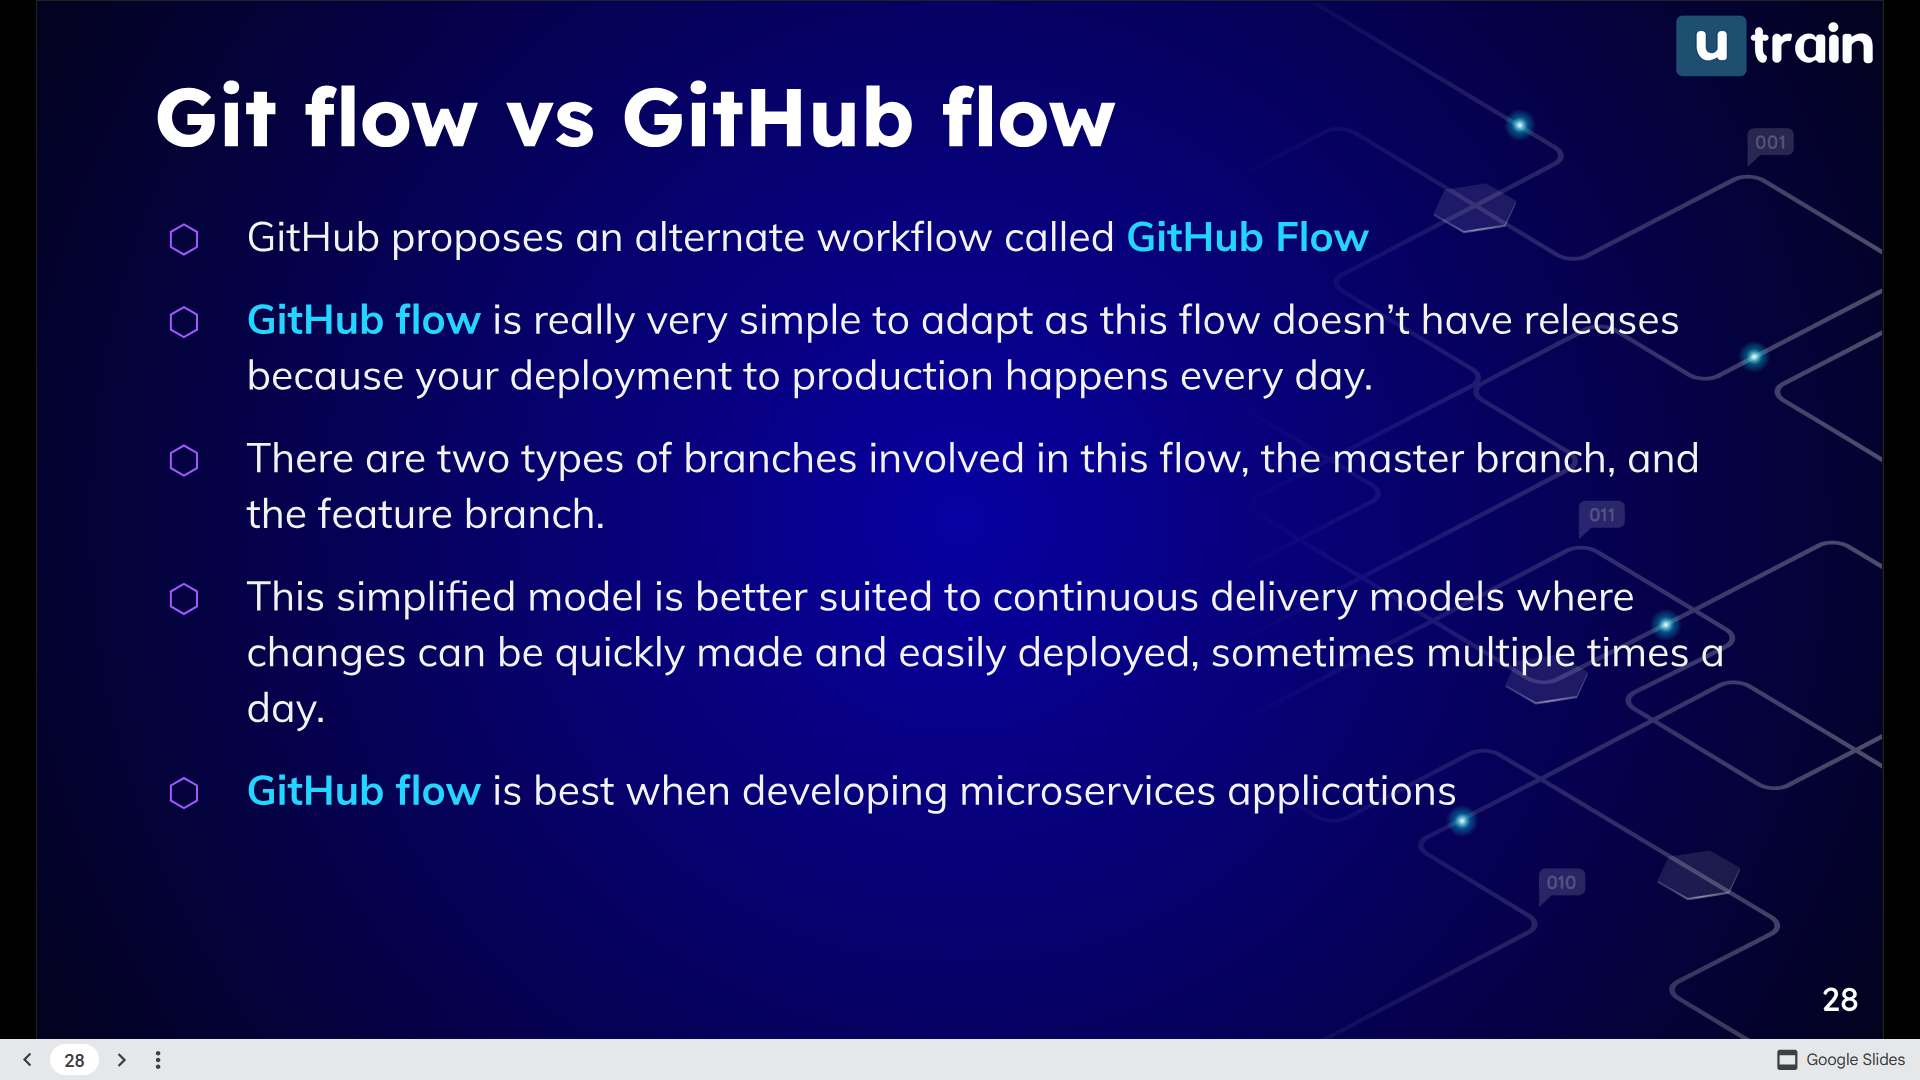 u train
Git flow vs GitHub flow
001
GitHub proposes an alternate workflow called GitHub Flow
GitHub flow is really very simple to adapt as this flow doesn’t have releases
because your deployment to production happens every day.
There are two types of branches involved in this flow, the master branch, and
the feature branch.
011
This simplified model is better suited to continuous delivery models where
changes can be quickly made and easily deployed, sometimes multiple times a
day.
GitHub flow is best when developing microservices applications
010
28
28
Google Slides